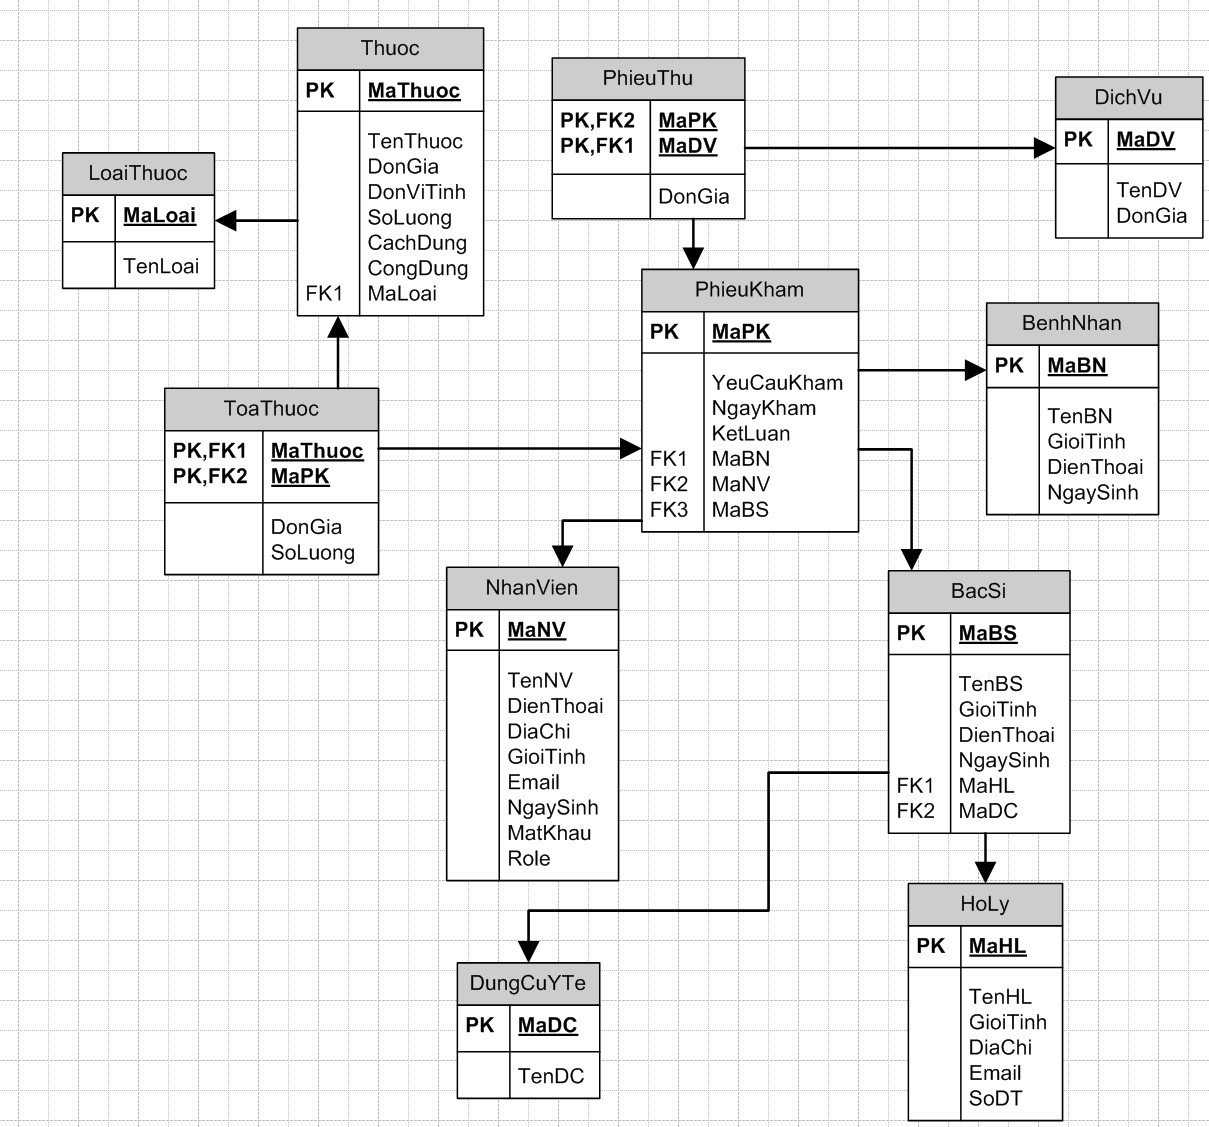 Thuoc
PK MaThuoc
TenThuoc
DonGia
DonViTinh
SoLuong
CachDung
CongDung
FK1 MaLoai
PhieuThu
PK,FK2 MaPK
PK,FK1 MaDV
DonGia
DichVu
PK MaDV
TenDV
DonGia
LoaiThuoc
PK MaLoai
TenLoai
PhieuKham
PK MaPK
YeuCauKham
NgayKham
KetLuan
FK1 MaBN
FK2 MaNV
FK3 MaBS
BenhNhan
PK MaBN
TenBN
GioiTinh
DienThoai
NgaySinh
ToaThuoc
PK,FK1 MaThuoc
PK,FK2 MaPK
DonGia
SoLuong
NhanVien
PK MaNV
TenNV
DienThoai
DiaChi
GioiTinh
Email
NgaySinh
MatKhau
Role
BacSi
PK MaBS
TenBS
GioiTinh
DienThoai
NgaySinh
FK1 MaHL
FK2 MaDC
HoLy
PK MaHL
TenHL
GioiTinh
DiaChi
Email
SoDT
DungCuYTe
PK MaDC
TenDC